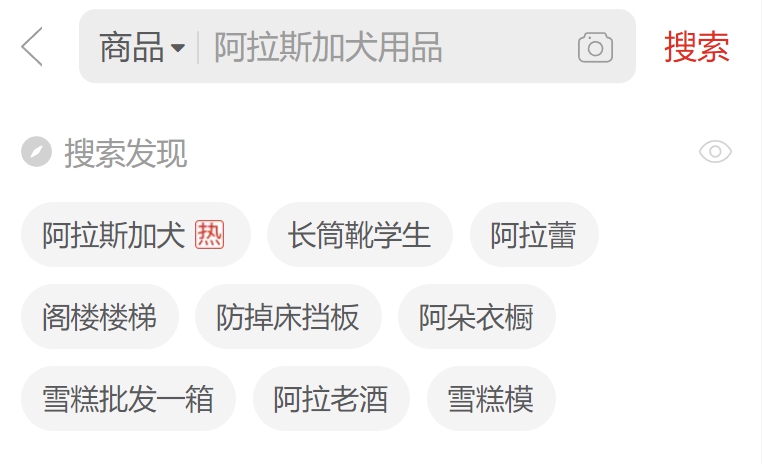 商品 阿拉斯加犬用品 搜索
搜索发现
阿拉斯加犬 热 长筒靴学生 阿拉蕾
阁楼楼梯 防掉床挡板 阿朵衣橱
雪糕批发一箱 阿拉老酒 雪糕模